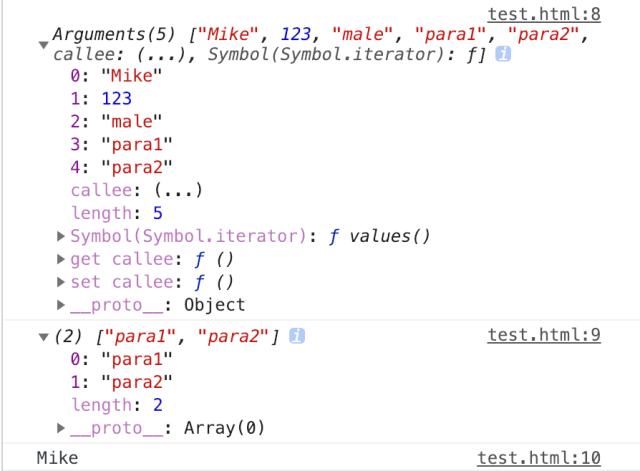 test.html:8
Arguments(5) ["Mike", 123, "male", "para1", "para2",
callee: (...), Symbol(Symbol.iterator): ƒ] i
0: "Mike"
1: 123
2: "male"
3: "para1"
4: "para2"
callee: (...)
length: 5
Symbol(Symbol.iterator): ƒ values()
get callee: ƒ ()
set callee: ƒ ()
__proto__: Object
(2) ["para1", "para2"] i test.html:9
0: "para1"
1: "para2"
length: 2
__proto__: Array(0)
Mike test.html:10